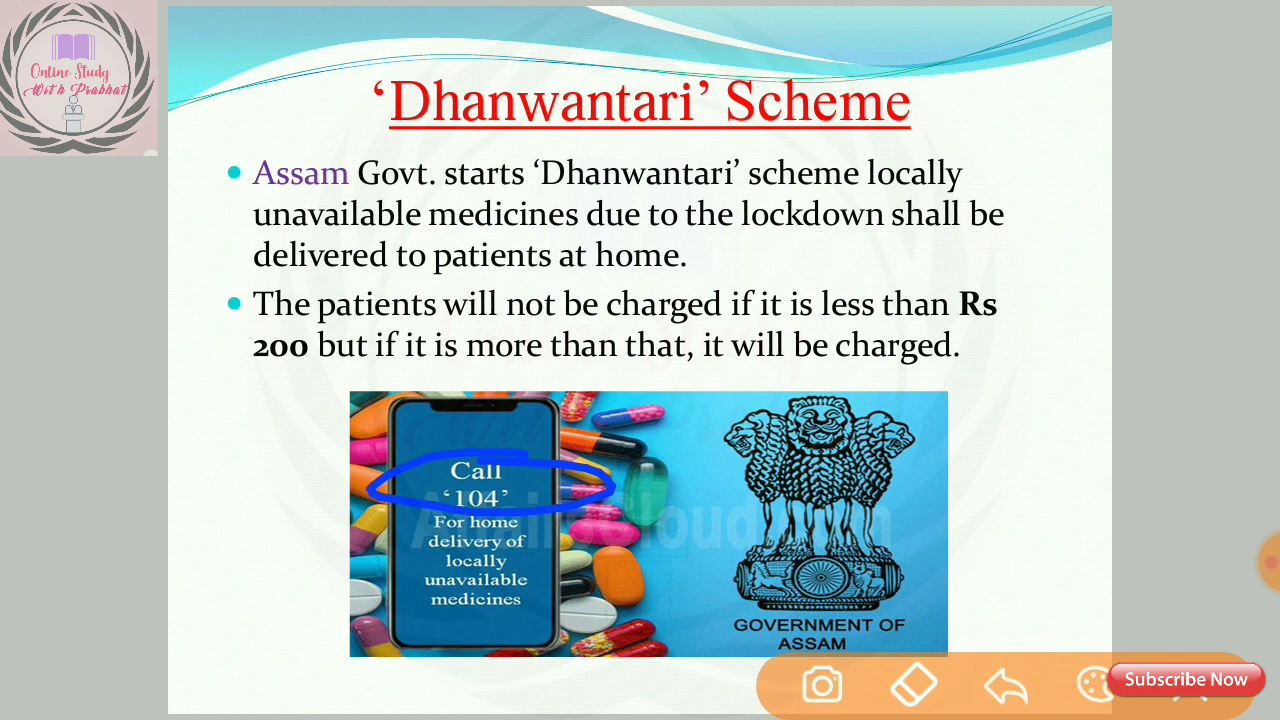 Online Study
With Prabhat
‘Dhanwantari’ Scheme
Assam Govt. starts ‘Dhanwantari’ scheme locally
unavailable medicines due to the lockdown shall be
delivered to patients at home.
The patients will not be charged if it is less than Rs
200 but if it is more than that, it will be charged.
Call
‘104’
For home
delivery of
locally
unavailable
medicines
GOVERNMENT OF
ASSAM
Subscribe Now